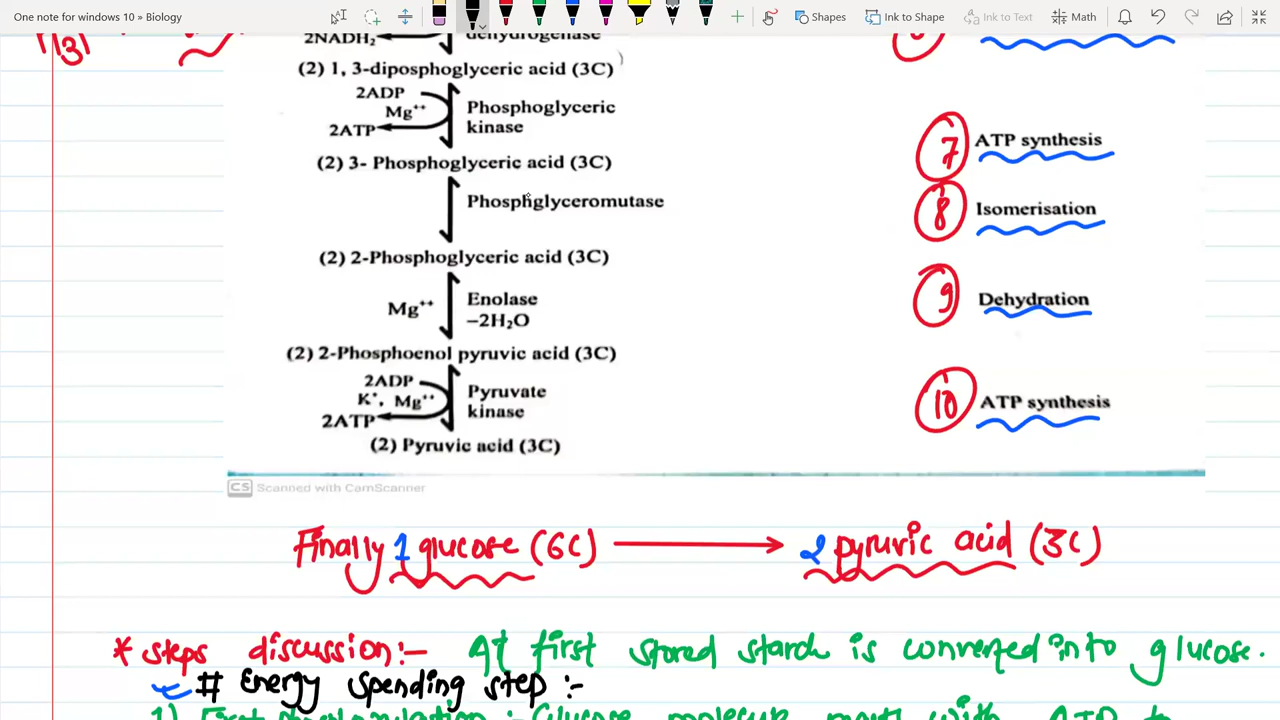 One note for windows 10 » Biology
Shapes
Ink to Shape
Ink to Text
Math
2NADH₂
dehydrogenase
(2) 1, 3-diposphoglyceric acid (3C)
2ADP
Mg⁺⁺
2ATP
Phosphoglyceric
kinase
7 ATP synthesis
(2) 3- Phosphoglyceric acid (3C)
Phosphglyceromutase
8 Isomerisation
(2) 2-Phosphoglyceric acid (3C)
Mg⁺⁺
Enolase
−2H₂O
9 Dehydration
(2) 2-Phosphoenol pyruvic acid (3C)
2ADP
K⁺, Mg⁺⁺
2ATP
Pyruvate
kinase
10 ATP synthesis
(2) Pyruvic acid (3C)
CS Scanned with CamScanner
Finally 1 glucose (6C) → 2 pyruvic acid (3C)
* steps discussion:- At first stored starch is converted into glucose.
# Energy spending step :-